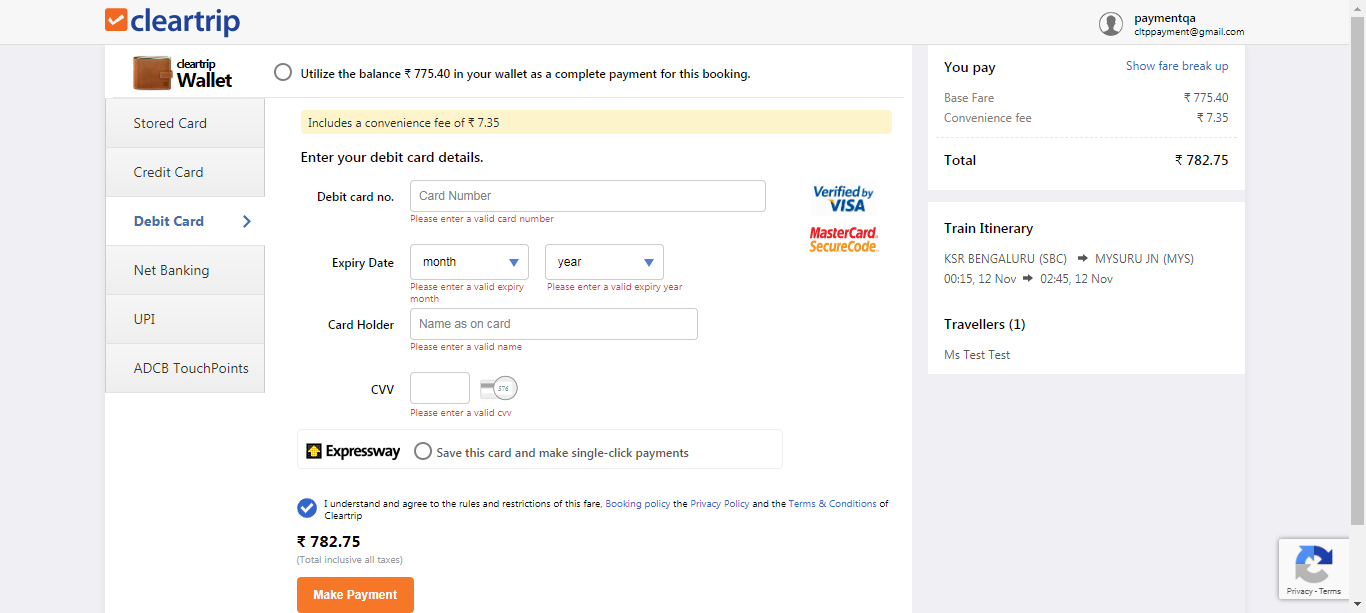 cleartrip
paymentqa
cltppayment@gmail.com
cleartrip
Wallet
Utilize the balance ₹ 775.40 in your wallet as a complete payment for this booking.
Stored Card
Credit Card
Debit Card
Net Banking
UPI
ADCB TouchPoints
Includes a convenience fee of ₹ 7.35
Enter your debit card details.
Debit card no.
Card Number
Please enter a valid card number
Verified by
VISA
MasterCard.
SecureCode.
Expiry Date
month
year
Please enter a valid expiry
month
Please enter a valid expiry year
Card Holder
Name as on card
Please enter a valid name
CVV
576
Please enter a valid cvv
Expressway
Save this card and make single-click payments
I understand and agree to the rules and restrictions of this fare, Booking policy the Privacy Policy and the Terms & Conditions of
Cleartrip
₹ 782.75
(Total inclusive all taxes)
Make Payment
You pay
Show fare break up
Base Fare
₹ 775.40
Convenience fee
₹ 7.35
Total
₹ 782.75
Train Itinerary
KSR BENGALURU (SBC) ➡ MYSURU JN (MYS)
00:15, 12 Nov ➡ 02:45, 12 Nov
Travellers (1)
Ms Test Test
Privacy - Terms